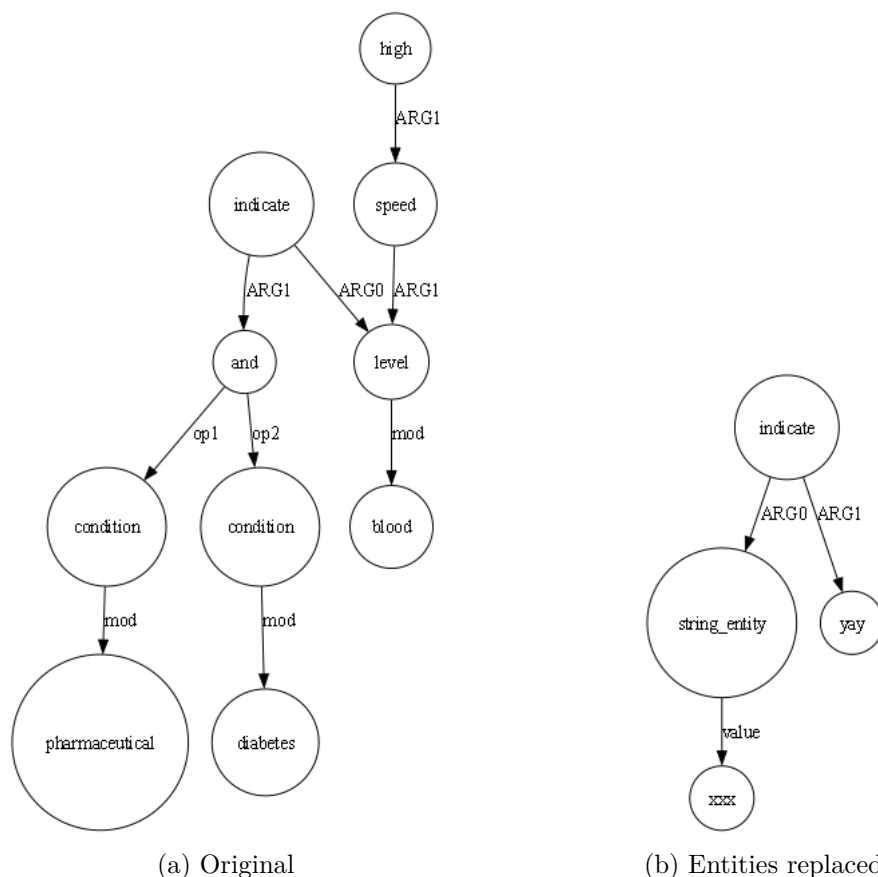 high
ARG1
indicate
speed
ARG1
ARG0
ARG1
and
level
op1
op2
mod
condition
condition
blood
mod
mod
pharmaceutical
diabetes
(a) Original
indicate
ARG0
ARG1
string_entity
yay
value
xxx
(b) Entities replaced